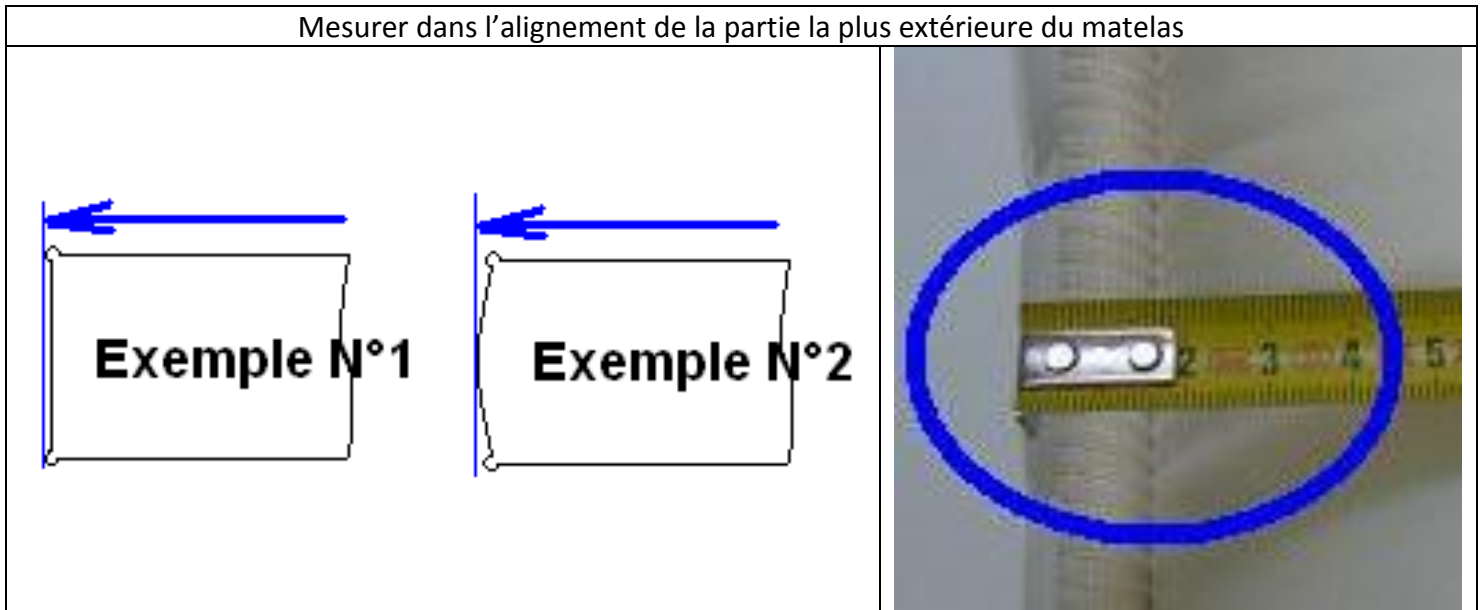 Mesurer dans l’alignement de la partie la plus extérieure du matelas
Exemple N°1
Exemple N°2
2 3 4 5